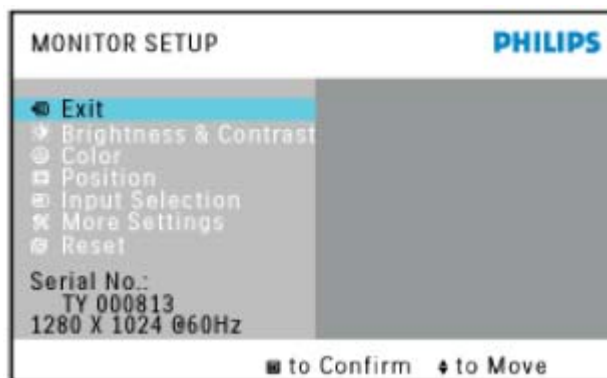 MONITOR SETUP
PHILIPS
Exit
Brightness & Contrast
Color
Position
Input Selection
More Settings
Reset
Serial No.:
TY 000813
1280 X 1024 @60Hz
to Confirm to Move